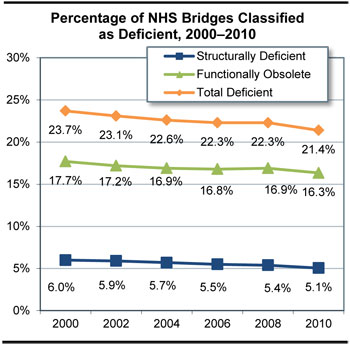 Percentage of NHS Bridges Classified
as Deficient, 2000–2010
30%
25%
20%
15%
10%
5%
0%
Structurally Deficient
Functionally Obsolete
Total Deficient
23.7% 23.1% 22.6% 22.3% 22.3% 21.4%
17.7% 17.2% 16.9% 16.8% 16.9% 16.3%
6.0% 5.9% 5.7% 5.5% 5.4% 5.1%
2000 2002 2004 2006 2008 2010